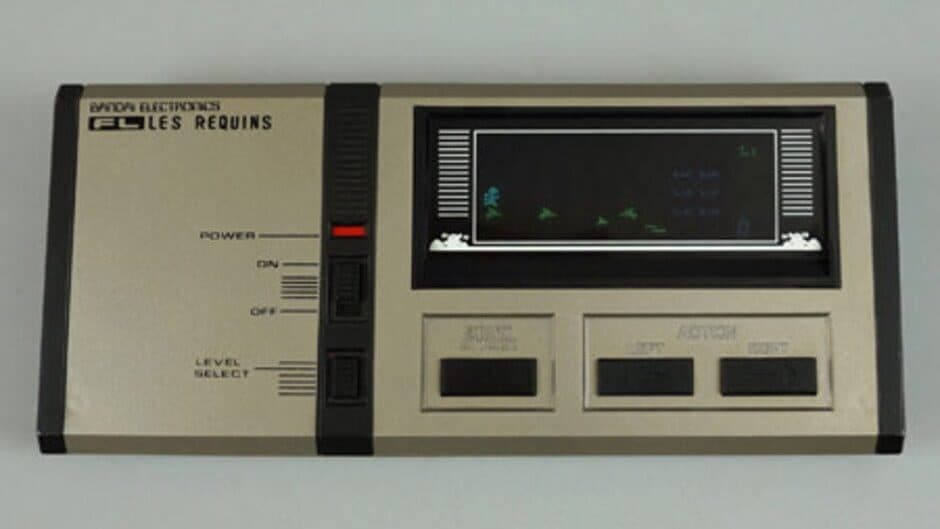 BANDAI ELECTRONICS
FL LES REQUINS
POWER
ON
OFF
LEVEL
SELECT
ACTION
LEFT
RIGHT